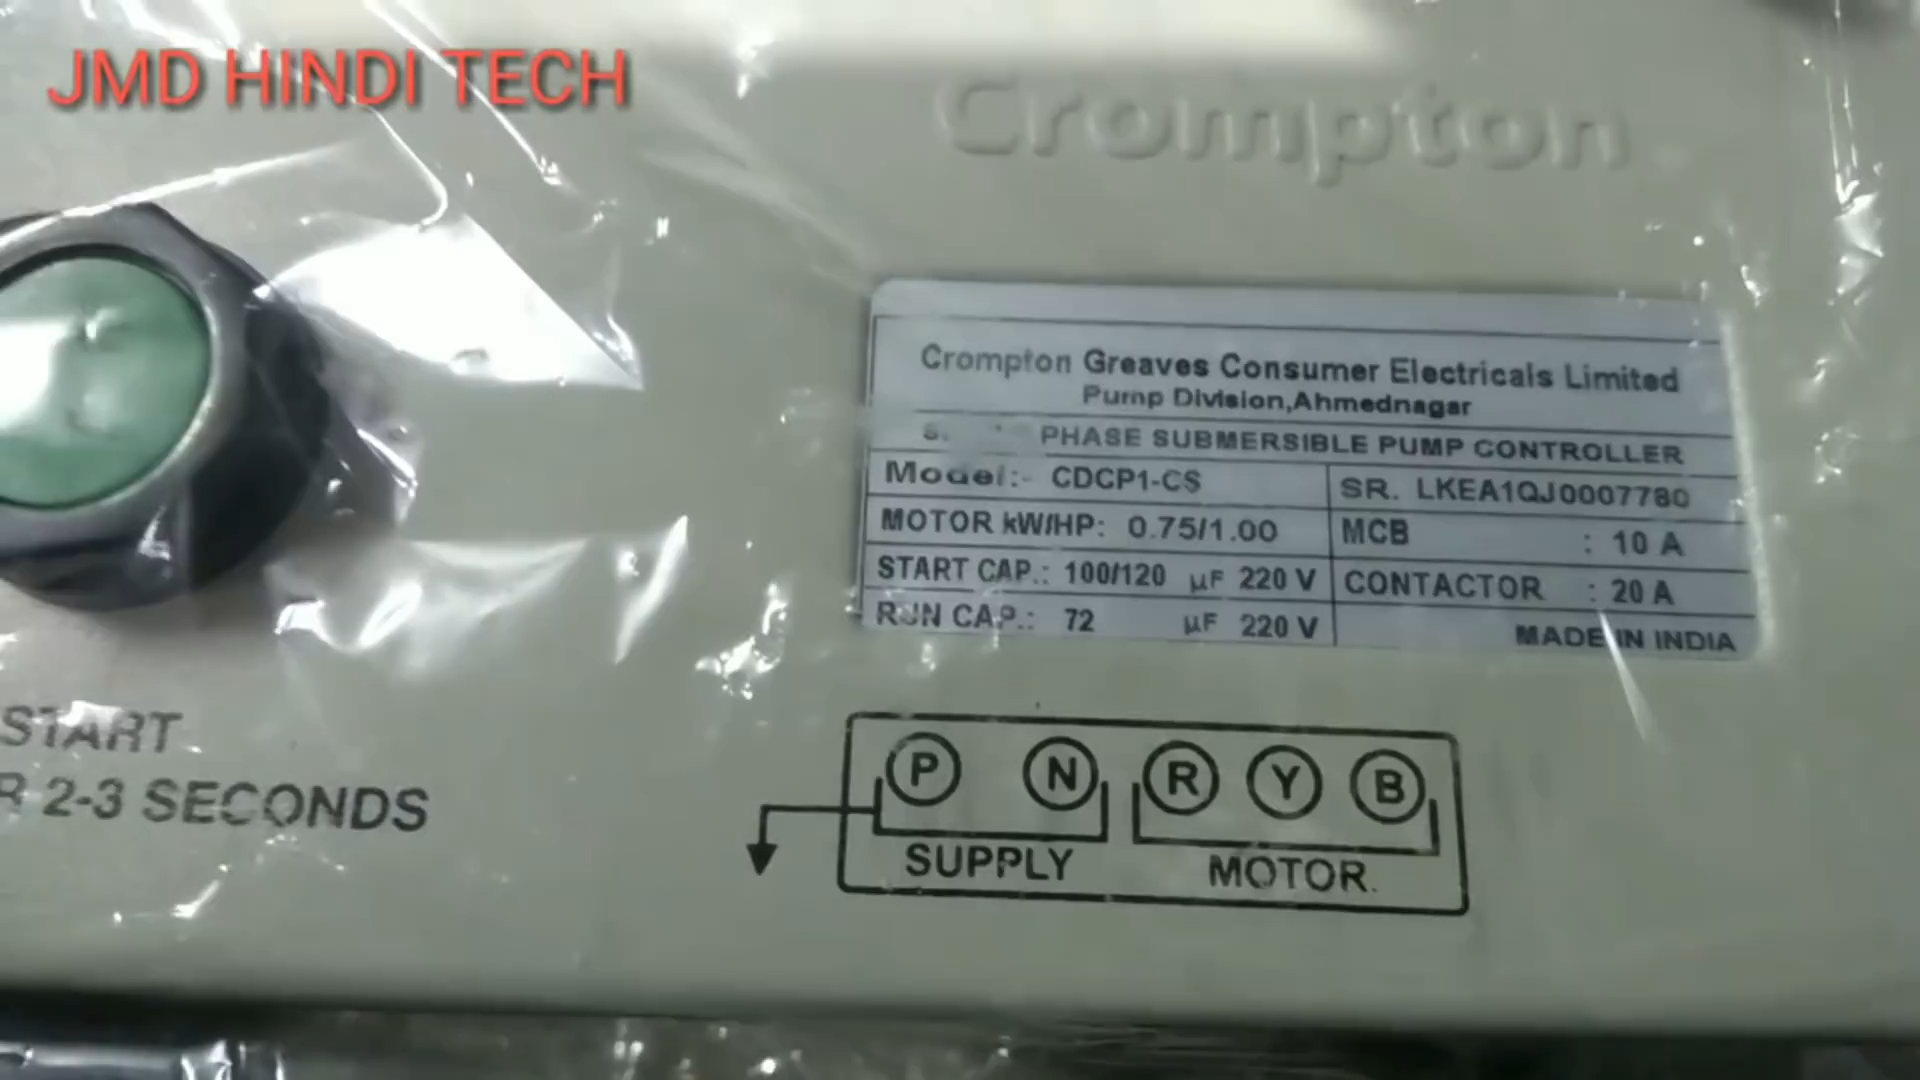 JMD HINDI TECH
Crompton
Crompton Greaves Consumer Electricals Limited
Pump Division,Ahmednagar
PHASE SUBMERSIBLE PUMP CONTROLLER
Model:- CDCP1-CS
SR. LKEA1QJ0007780
MOTOR kW/HP: 0.75/1.00
MCB : 10 A
START CAP.: 100/120 µF 220 V
CONTACTOR : 20 A
RUN CAP.: 72 µF 220 V
MADE IN INDIA
START
2-3 SECONDS
P N R Y B
SUPPLY MOTOR.